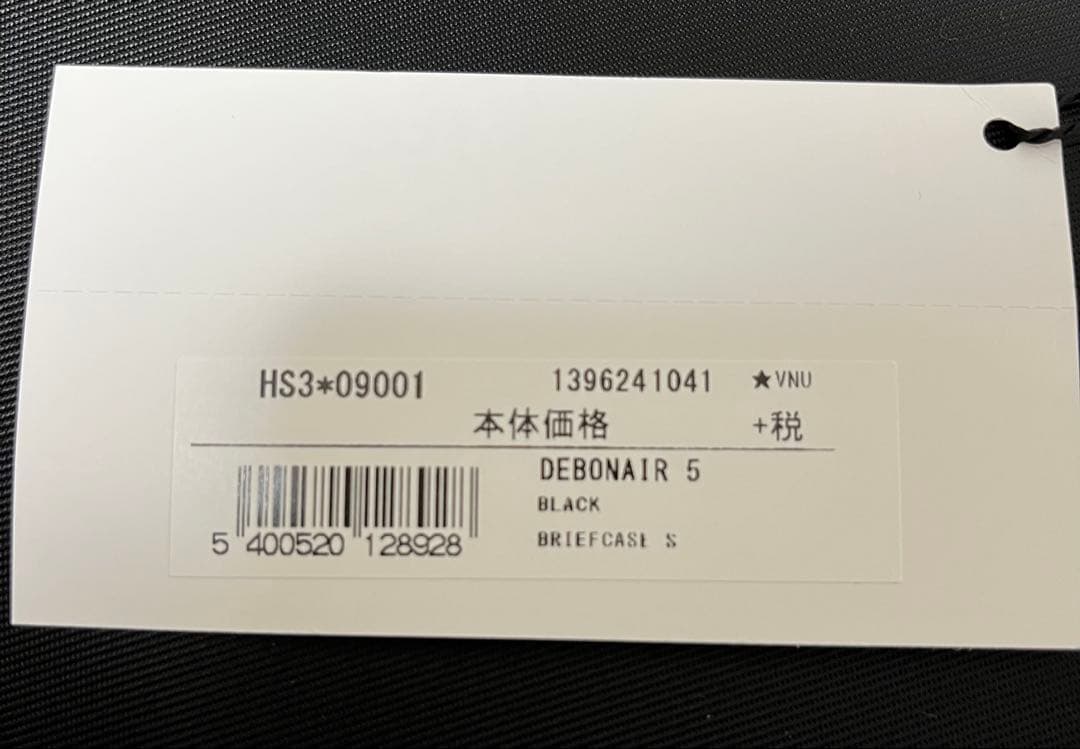 HS3*09001 1396241041 ★VNU
本体価格 +税
DEBONAIR 5
BLACK
BRIEFCASE S
5 400520 128928